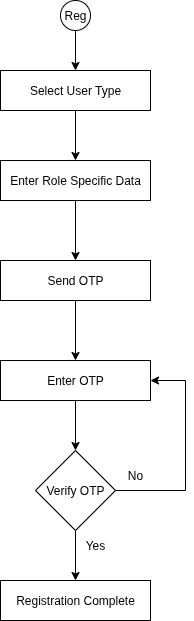 Reg
Select User Type
Enter Role Specific Data
Send OTP
Enter OTP
No
Verify OTP
Yes
Registration Complete